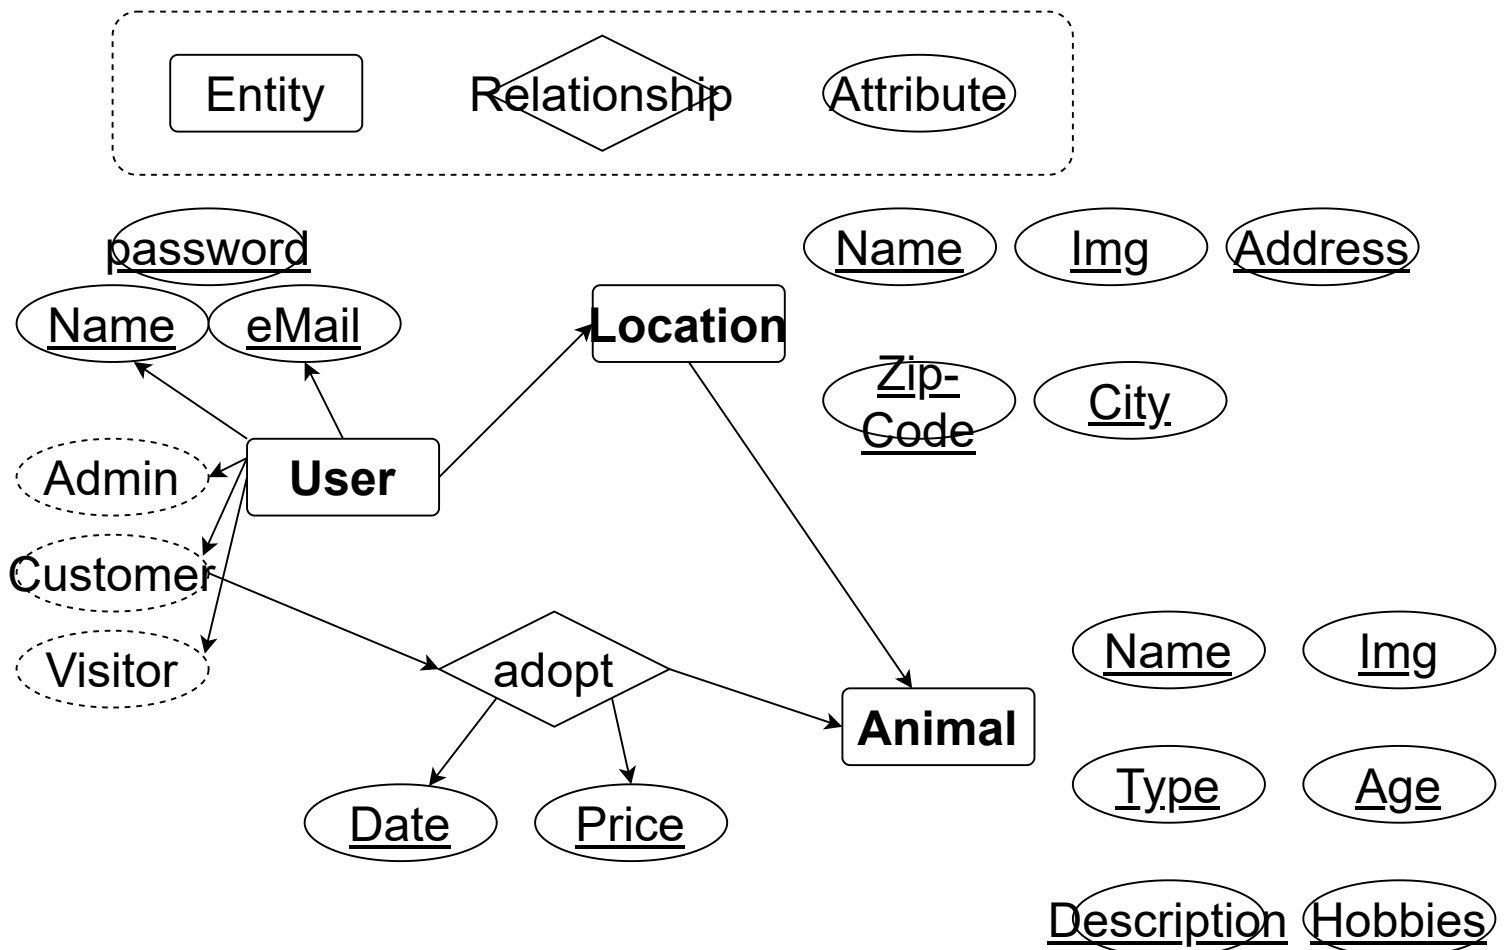 Entity
Relationship
Attribute
password
Name
eMail
Location
Name
Img
Address
Zip-
Code
City
Admin
User
Customer
Visitor
adopt
Animal
Date
Price
Name
Img
Type
Age
Description
Hobbies